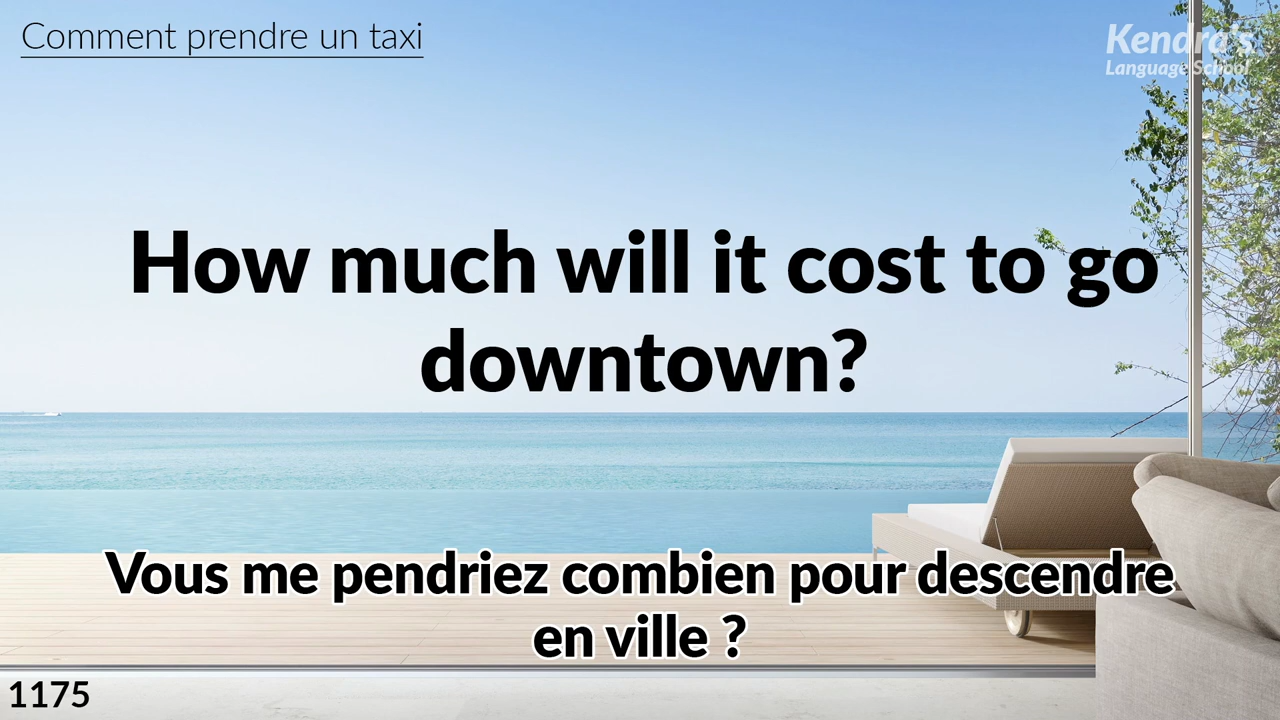 Comment prendre un taxi
Kendra's
Language School
How much will it cost to go
downtown?
Vous me pendriez combien pour descendre
en ville ?
1175